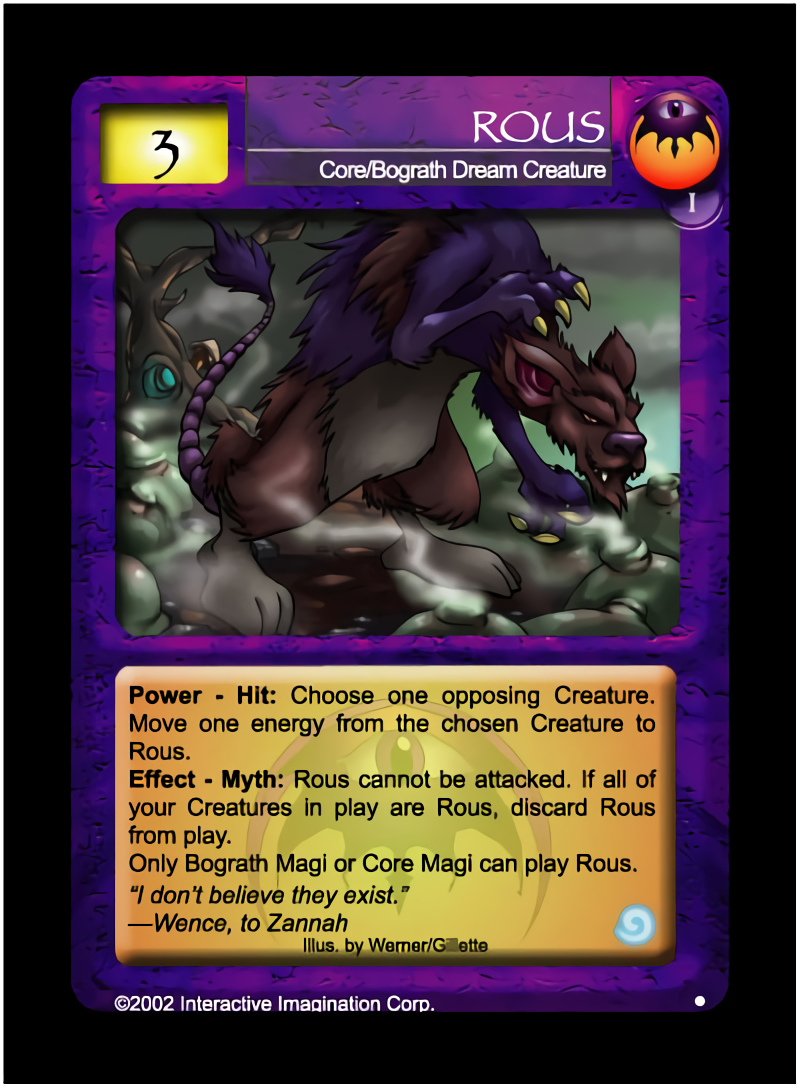 3
ROUS
Core/Bograth Dream Creature
I
Power - Hit: Choose one opposing Creature.
Move one energy from the chosen Creature to
Rous.
Effect - Myth: Rous cannot be attacked. If all of
your Creatures in play are Rous, discard Rous
from play.
Only Bograth Magi or Core Magi can play Rous.
"I don't believe they exist."
—Wence, to Zannah
Illus. by Werner/
©2002 Interactive Imagination Corp.